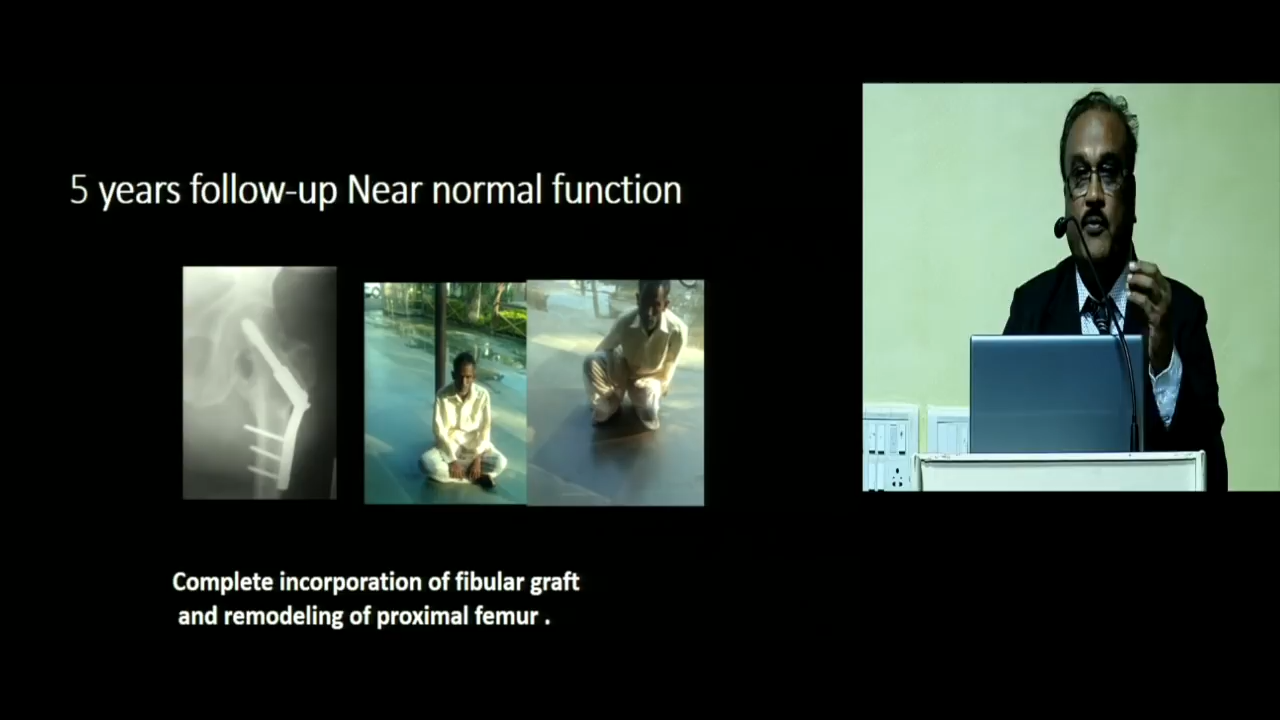 5 years follow-up Near normal function
Complete incorporation of fibular graft
and remodeling of proximal femur .